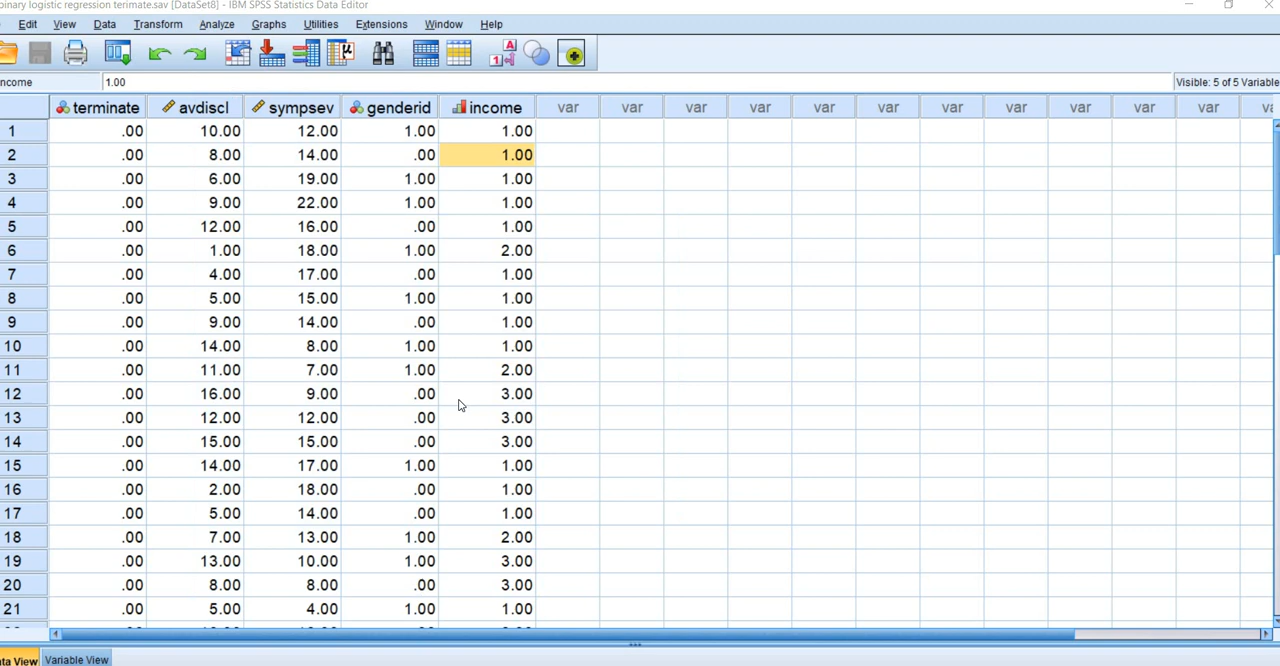 binary logistic regression terimate.sav [DataSet8] - IBM SPSS Statistics Data Editor
Edit View Data Transform Analyze Graphs Utilities Extensions Window Help
ncome 1.00 Visible: 5 of 5 Variable
terminate avdiscl sympsev genderid income var var var var var var var var var var var
1 .00 10.00 12.00 1.00 1.00
2 .00 8.00 14.00 .00 1.00
3 .00 6.00 19.00 1.00 1.00
4 .00 9.00 22.00 1.00 1.00
5 .00 12.00 16.00 .00 1.00
6 .00 1.00 18.00 1.00 2.00
7 .00 4.00 17.00 .00 1.00
8 .00 5.00 15.00 1.00 1.00
9 .00 9.00 14.00 .00 1.00
10 .00 14.00 8.00 1.00 1.00
11 .00 11.00 7.00 1.00 2.00
12 .00 16.00 9.00 .00 3.00
13 .00 12.00 12.00 .00 3.00
14 .00 15.00 15.00 .00 3.00
15 .00 14.00 17.00 1.00 1.00
16 .00 2.00 18.00 .00 1.00
17 .00 5.00 14.00 .00 1.00
18 .00 7.00 13.00 1.00 2.00
19 .00 13.00 10.00 1.00 3.00
20 .00 8.00 8.00 .00 3.00
21 .00 5.00 4.00 1.00 1.00
ata View Variable View